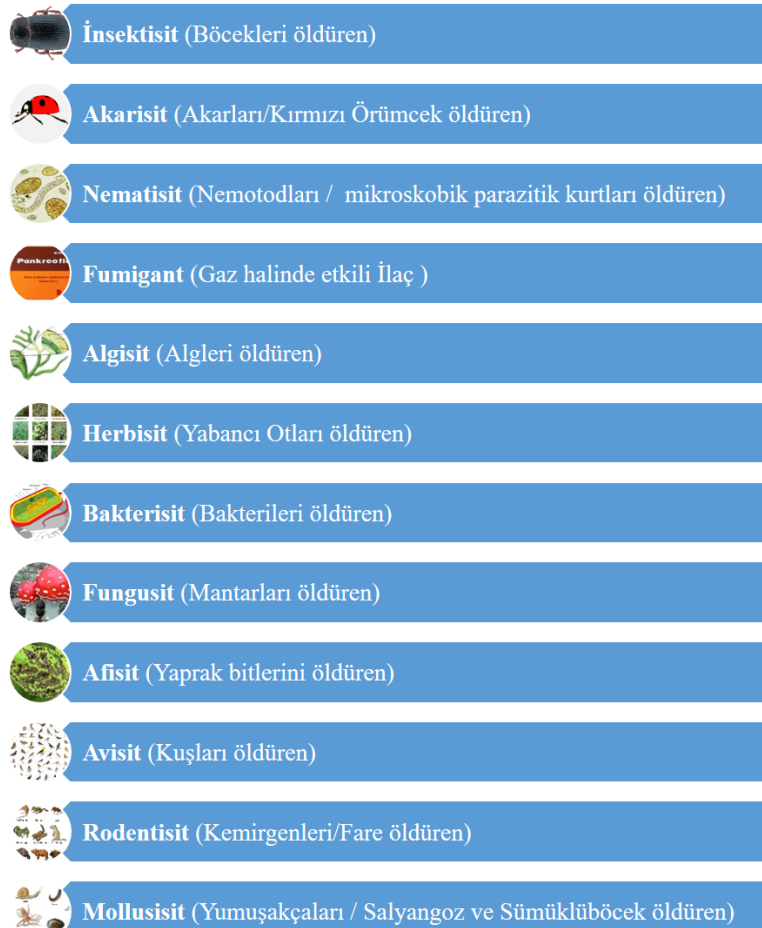 İnsektisit (Böcekleri öldüren)
Akarisit (Akarları/Kırmızı Örümcek öldüren)
Nematisit (Nemotodları / mikroskobik parazitik kurtları öldüren)
Pankreofl
Fumigant (Gaz halinde etkili İlaç )
Algisit (Algleri öldüren)
Herbisit (Yabancı Otları öldüren)
Bakterisit (Bakterileri öldüren)
Fungusit (Mantarları öldüren)
Afisit (Yaprak bitlerini öldüren)
Avisit (Kuşları öldüren)
Rodentisit (Kemirgenleri/Fare öldüren)
Mollusisit (Yumuşakçaları / Salyangoz ve Sümüklüböcek öldüren)